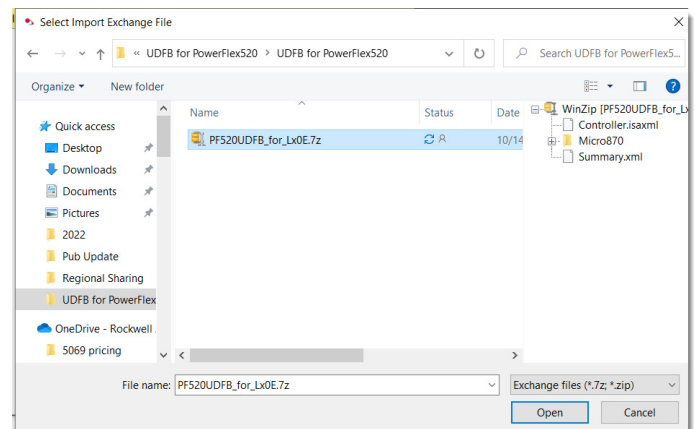 Select Import Exchange File
« UDFB for PowerFlex520 > UDFB for PowerFlex520
Search UDFB for PowerFlex5...
Organize
New folder
Name
Status
Date
Quick access
Desktop
Downloads
Documents
Pictures
2022
Pub Update
Regional Sharing
UDFB for PowerFlex
OneDrive - Rockwell
5069 pricing
PF520UDFB_for_Lx0E.7z
10/14
WinZip [PF520UDFB_for_Lx
Controller.isaxml
Micro870
Summary.xml
File name:
PF520UDFB_for_Lx0E.7z
Exchange files (*.7z; *.zip)
Open
Cancel